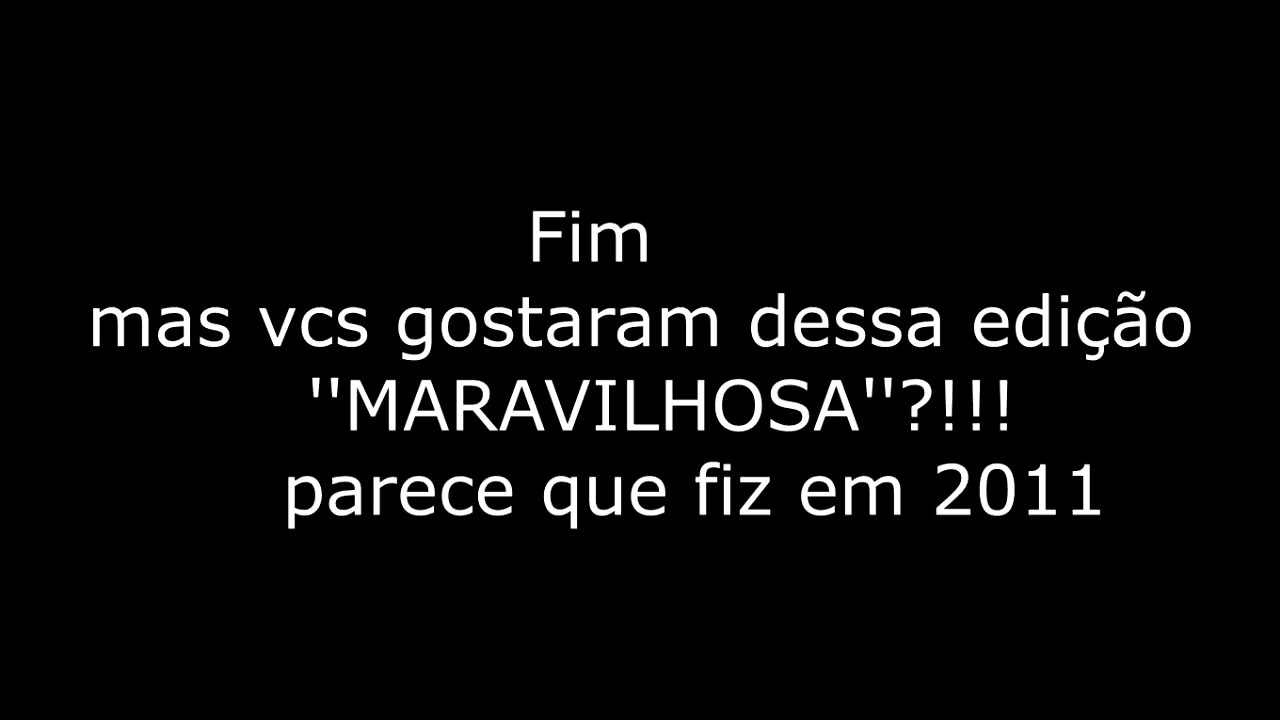 Fim
mas vcs gostaram dessa edição
''MARAVILHOSA''?!!!
parece que fiz em 2011